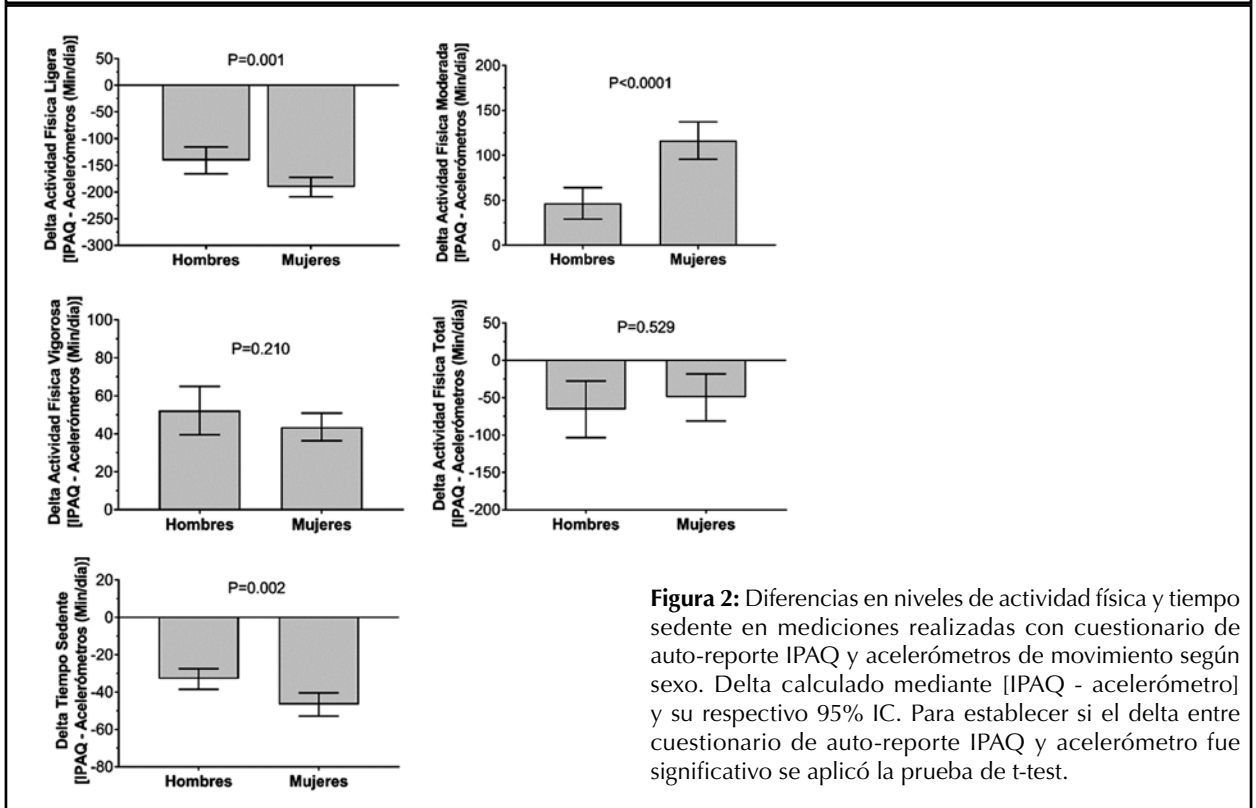 Delta Actividad Física Ligera
[IPAQ - Acelerómetros (Min/día)]
50
0
-50
-100
-150
-200
-250
-300
P=0.001
Hombres Mujeres
Delta Actividad Física Moderada
[IPAQ - Acelerómetros (Min/día)]
200
150
100
50
0
P<0.0001
Hombres Mujeres
Delta Actividad Física Vigorosa
[IPAQ - Acelerómetros (Min/día)]
100
80
60
40
20
0
P=0.210
Hombres Mujeres
Delta Actividad Física Total
[IPAQ - Acelerómetros (Min/día)]
50
0
-50
-100
-150
-200
P=0.529
Hombres Mujeres
Delta Tiempo Sedente
[IPAQ - Acelerómetros (Min/día)]
20
0
-20
-40
-60
-80
P=0.002
Hombres Mujeres
Figura 2: Diferencias en niveles de actividad física y tiempo
sedente en mediciones realizadas con cuestionario de
auto-reporte IPAQ y acelerómetros de movimiento según
sexo. Delta calculado mediante [IPAQ - acelerómetro]
y su respectivo 95% IC. Para establecer si el delta entre
cuestionario de auto-reporte IPAQ y acelerómetro fue
significativo se aplicó la prueba de t-test.